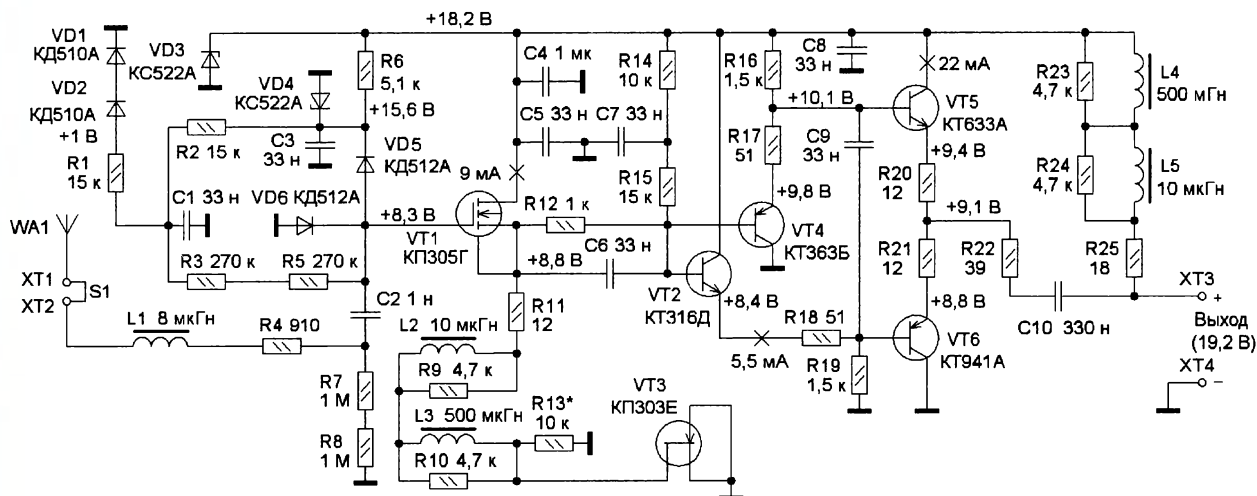 VD1
КД510А
VD2
КД510А
+1 В
R1
15 к
WA1
XT1
XT2
S1
L1 8 мкГн
R4 910
VD3
КС522А
+18,2 В
R6
5,1 к
VD4
КС522А
+15,6 В
R2 15 к
C3
33 н
VD5
КД512А
C1 33 н
VD6 КД512А
+8,3 В
R3 270 к
R5 270 к
C2 1 н
R7
1 М
R8
1 М
C4 1 мк
C5 33 н
C7 33 н
9 мА
VT1
КП305Г
R12 1 к
+8,8 В
C6 33 н
R11
12
L2 10 мкГн
R9 4,7 к
L3 500 мкГн
R10 4,7 к
R13*
10 к
VT3
КП303Е
R14
10 к
R15
15 к
VT2
КТ316Д
+8,4 В
5,5 мА
R16
1,5 к
+10,1 В
R17
51
+9,8 В
VT4
КТ363Б
R18 51
R19
1,5 к
C8
33 н
C9
33 н
22 мА
VT5
КТ633А
+9,4 В
R20
12
+9,1 В
R21
12
R22
39
+8,8 В
VT6
КТ941А
C10 330 н
R23
4,7 к
R24
4,7 к
L4
500 мГн
L5
10 мкГн
R25
18
XT3
+
Выход
(19,2 В)
XT4
−